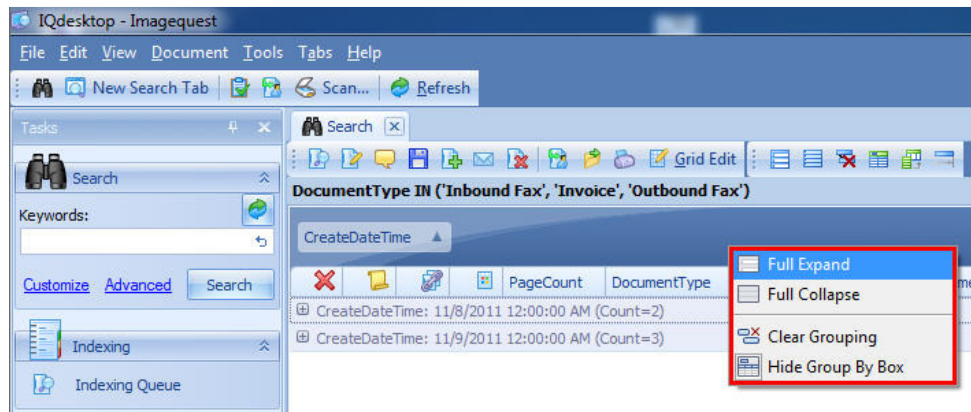 IQdesktop - Imagequest
File Edit View Document Tools Tabs Help
New Search Tab Scan... Refresh
Tasks
Search
Search
Grid Edit
DocumentType IN ('Inbound Fax', 'Invoice', 'Outbound Fax')
Keywords:
CreateDateTime
Customize Advanced Search
PageCount DocumentType
CreateDateTime: 11/8/2011 12:00:00 AM (Count=2)
CreateDateTime: 11/9/2011 12:00:00 AM (Count=3)
Full Expand
Full Collapse
Clear Grouping
Hide Group By Box
Indexing
Indexing Queue